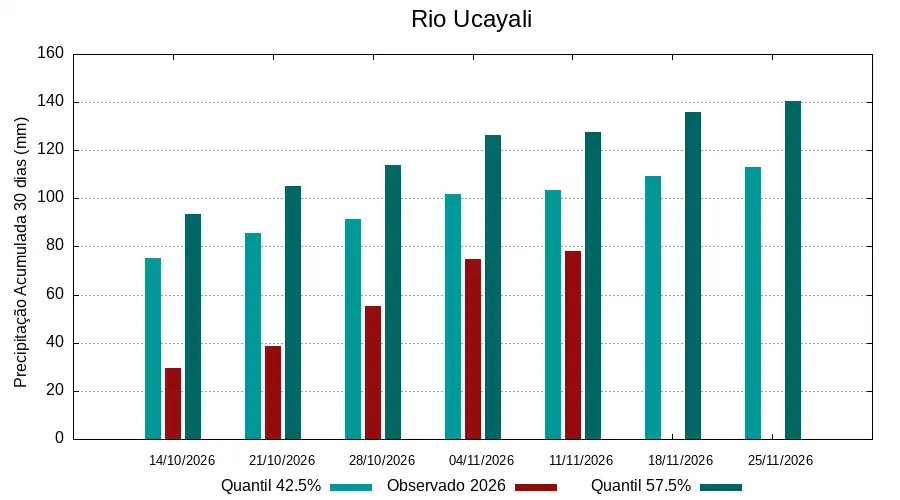 Rio Ucayali
Precipitação Acumulada 30 dias (mm)
160
140
120
100
80
60
40
20
0
14/10/2026 21/10/2026 28/10/2026 04/11/2026 11/11/2026 18/11/2026 25/11/2026
Quantil 42.5% Observado 2026 Quantil 57.5%